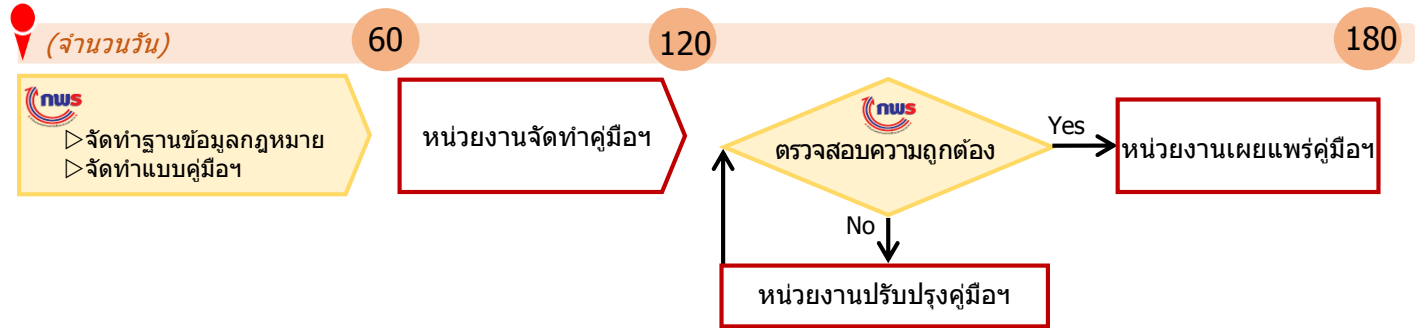 (จำนวนวัน)
60
120
180
กพร
▷จัดทำฐานข้อมูลกฎหมาย
▷จัดทำแบบคู่มือฯ
หน่วยงานจัดทำคู่มือฯ
กพร
ตรวจสอบความถูกต้อง
Yes
หน่วยงานเผยแพร่คู่มือฯ
No
หน่วยงานปรับปรุงคู่มือฯ